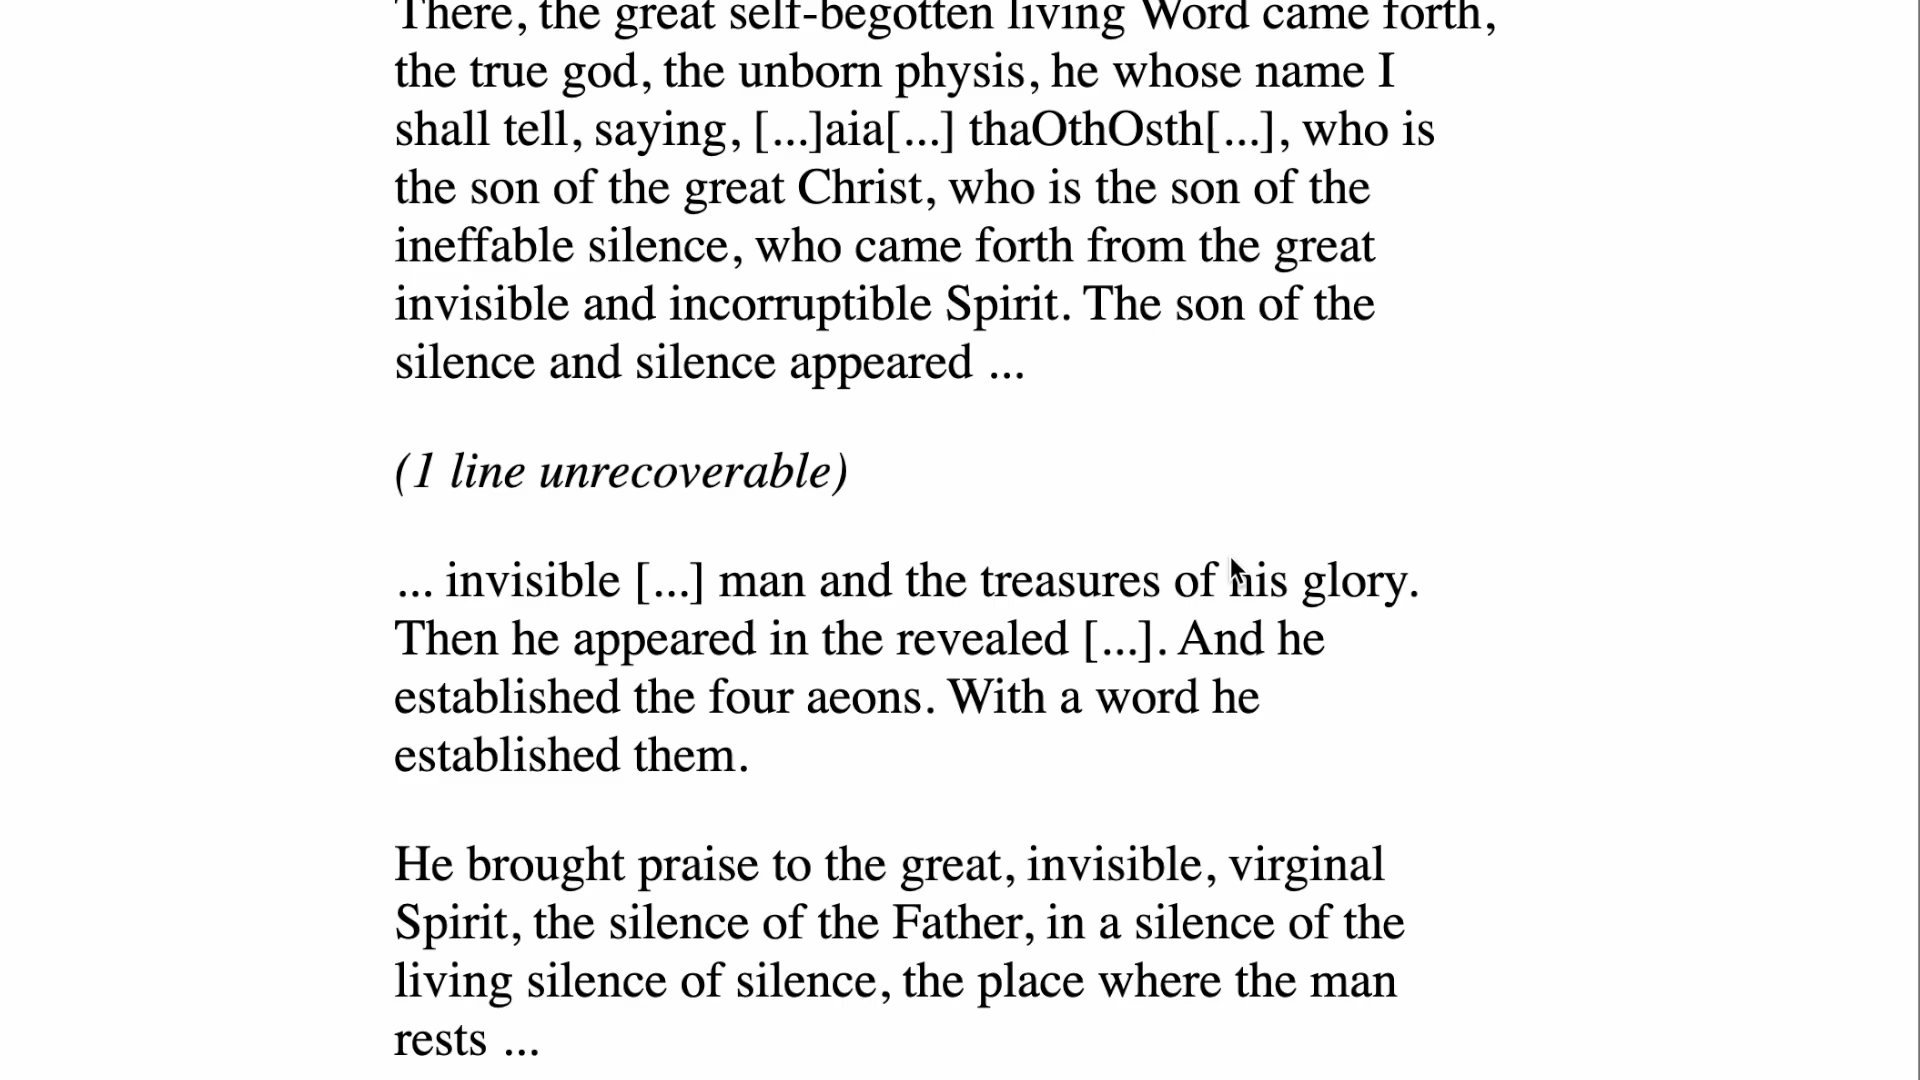 There, the great self-begotten living Word came forth,
the true god, the unborn physis, he whose name I
shall tell, saying, [...]aia[...] thaOthOsth[...], who is
the son of the great Christ, who is the son of the
ineffable silence, who came forth from the great
invisible and incorruptible Spirit. The son of the
silence and silence appeared ...
(1 line unrecoverable)
... invisible [...] man and the treasures of his glory.
Then he appeared in the revealed [...]. And he
established the four aeons. With a word he
established them.
He brought praise to the great, invisible, virginal
Spirit, the silence of the Father, in a silence of the
living silence of silence, the place where the man
rests ...